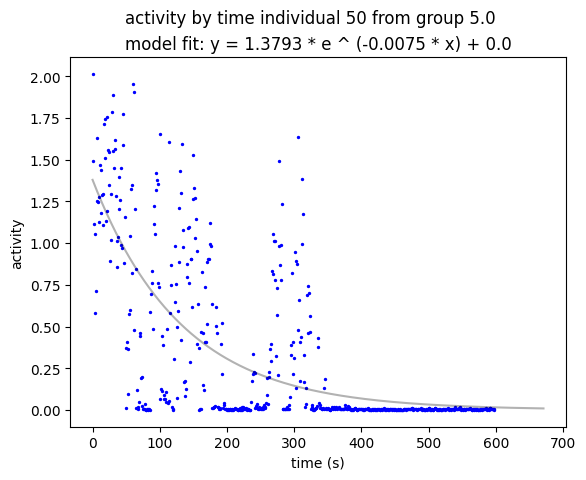 activity by time individual 50 from group 5.0
model fit: y = 1.3793 * e ^ (-0.0075 * x) + 0.0
2.00
1.75
1.50
1.25
1.00
0.75
0.50
0.25
0.00
activity
0 100 200 300 400 500 600 700
time (s)